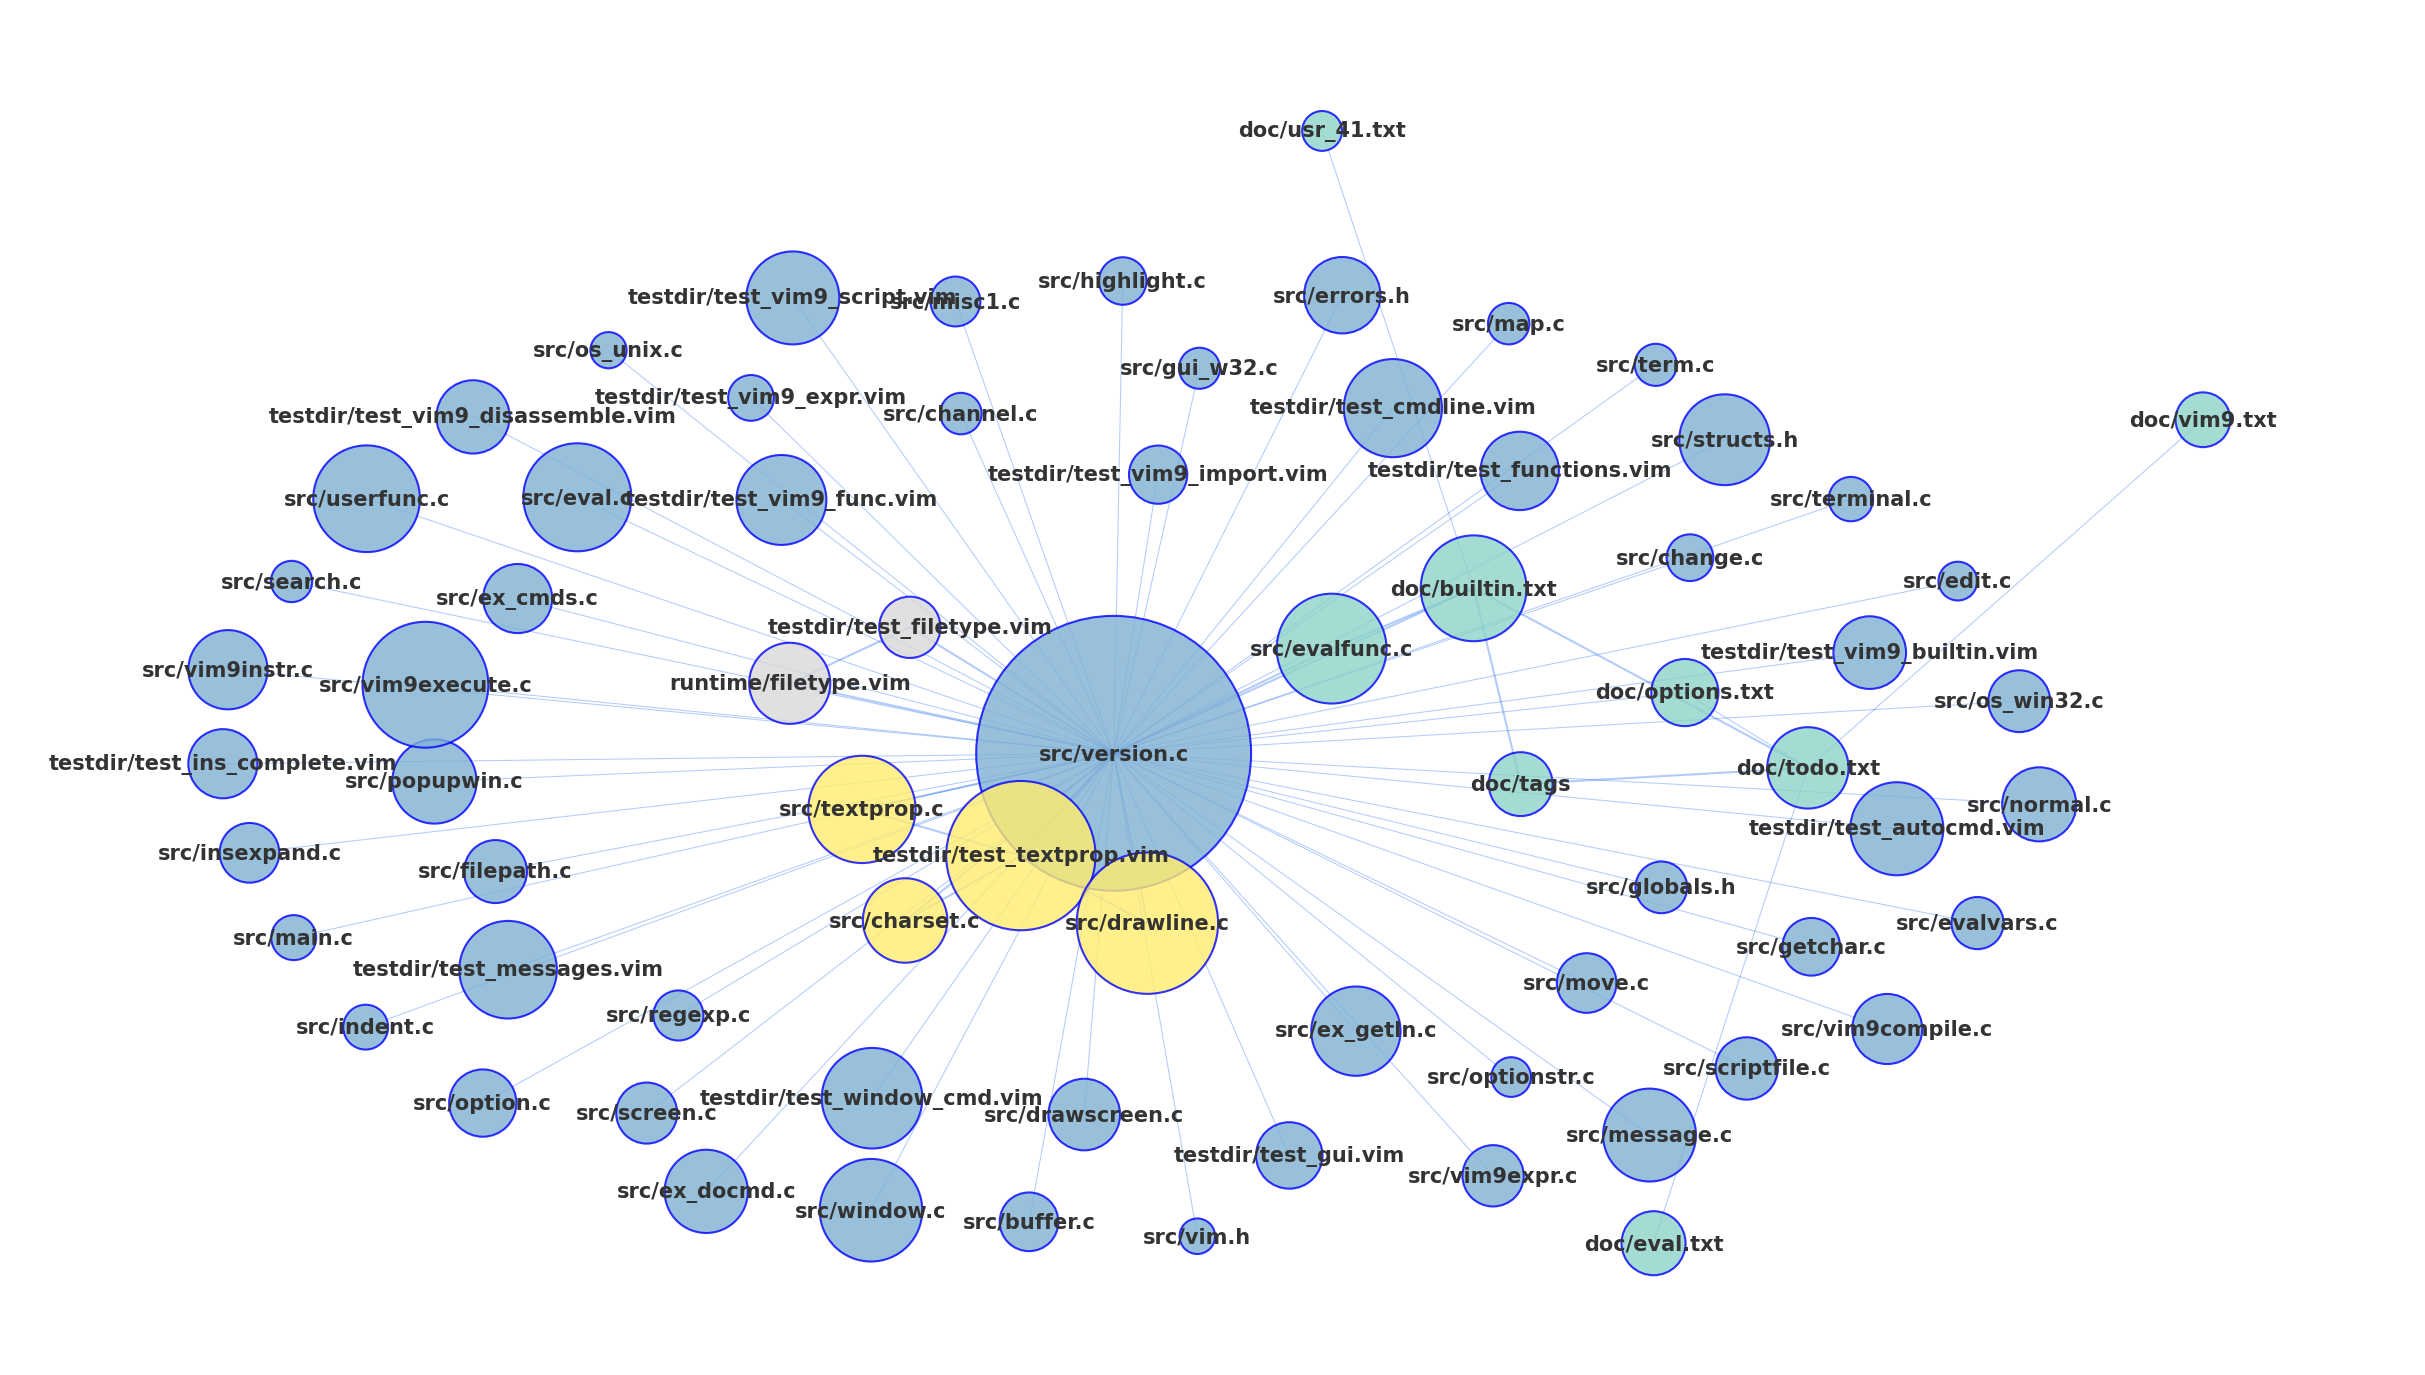 doc/usr_41.txt
src/highlight.c
testdir/test_vim9_script.vim
src/misc1.c
src/errors.h
src/map.c
src/os_unix.c
src/gui_w32.c
src/term.c
testdir/test_vim9_expr.vim
testdir/test_vim9_disassemble.vim
src/channel.c
testdir/test_cmdline.vim
doc/vim9.txt
src/structs.h
testdir/test_vim9_import.vim
testdir/test_functions.vim
src/userfunc.c
src/eval.c
testdir/test_vim9_func.vim
src/terminal.c
src/change.c
src/search.c
src/edit.c
src/ex_cmds.c
doc/builtin.txt
testdir/test_filetype.vim
src/evalfunc.c
testdir/test_vim9_builtin.vim
src/vim9instr.c
src/vim9execute.c
runtime/filetype.vim
doc/options.txt
src/os_win32.c
src/version.c
testdir/test_ins_complete.vim
src/popupwin.c
doc/tags
doc/todo.txt
src/textprop.c
src/normal.c
testdir/test_autocmd.vim
src/insexpand.c
testdir/test_textprop.vim
src/filepath.c
src/globals.h
src/charset.c
src/drawline.c
src/evalvars.c
src/main.c
src/getchar.c
testdir/test_messages.vim
src/move.c
src/regexp.c
src/indent.c
src/ex_getln.c
src/vim9compile.c
src/optionstr.c
src/scriptfile.c
src/option.c
src/screen.c
testdir/test_window_cmd.vim
src/drawscreen.c
src/message.c
testdir/test_gui.vim
src/vim9expr.c
src/ex_docmd.c
src/window.c
src/buffer.c
src/vim.h
doc/eval.txt